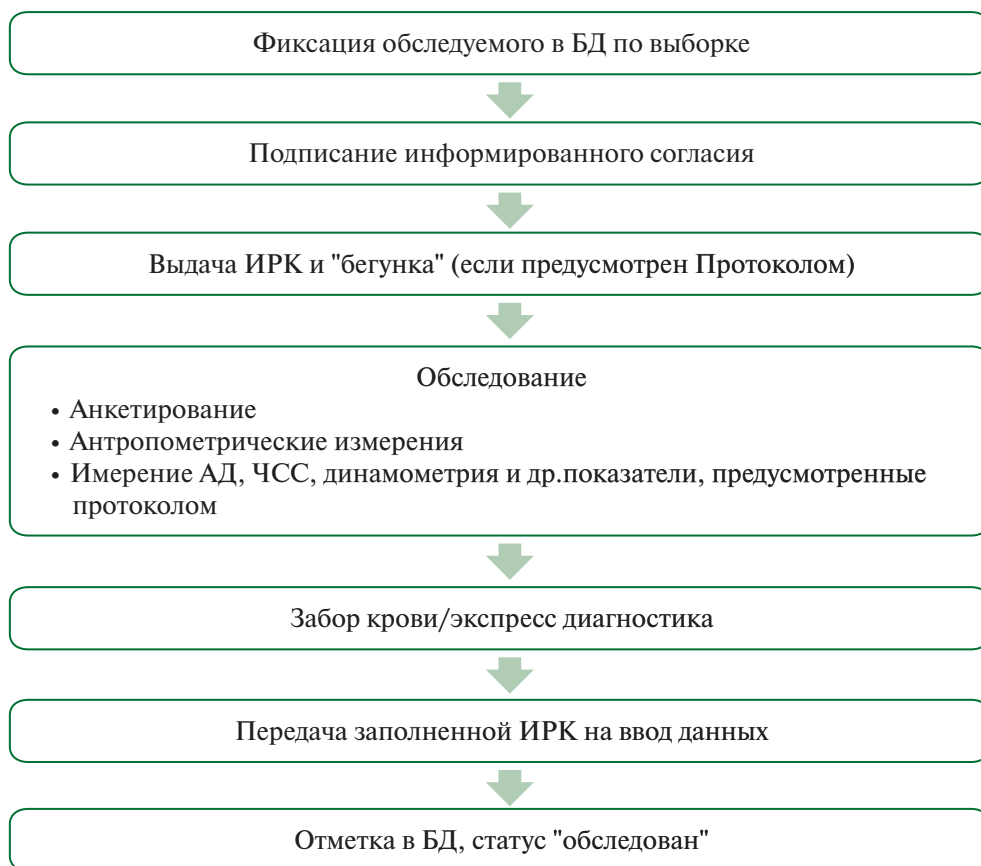 Фиксация обследуемого в БД по выборке
Подписание информированного согласия
Выдача ИРК и "бегунка" (если предусмотрен Протоколом)
Обследование
• Анкетирование
• Антропометрические измерения
• Имерение АД, ЧСС, динамометрия и др.показатели, предусмотренные
протоколом
Забор крови/экспресс диагностика
Передача заполненной ИРК на ввод данных
Отметка в БД, статус "обследован"